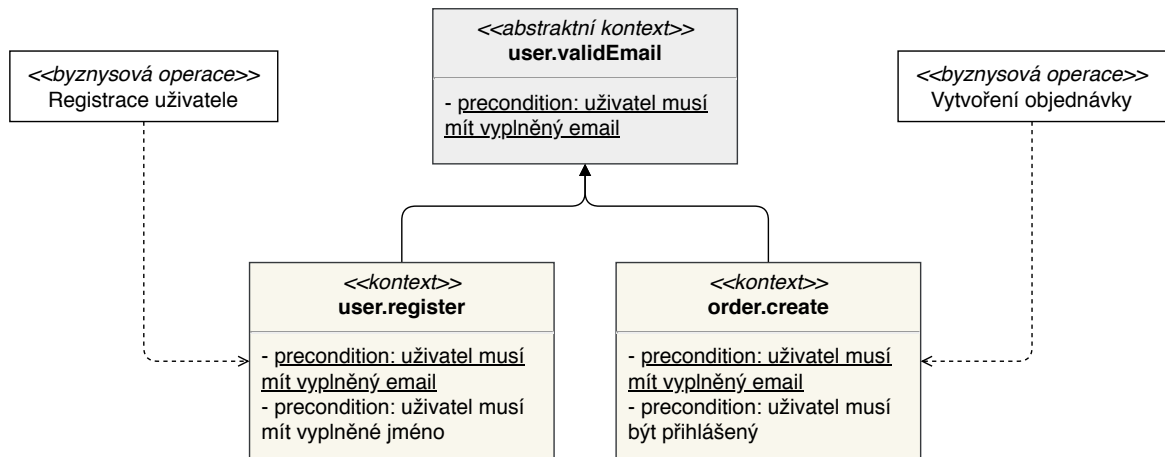 <<abstraktní kontext>>
user.validEmail
- precondition: uživatel musí
mít vyplněný email
<<byznysová operace>>
Registrace uživatele
<<byznysová operace>>
Vytvoření objednávky
<<kontext>>
user.register
- precondition: uživatel musí
mít vyplněný email
- precondition: uživatel musí
mít vyplněné jméno
<<kontext>>
order.create
- precondition: uživatel musí
mít vyplněný email
- precondition: uživatel musí
být přihlášený